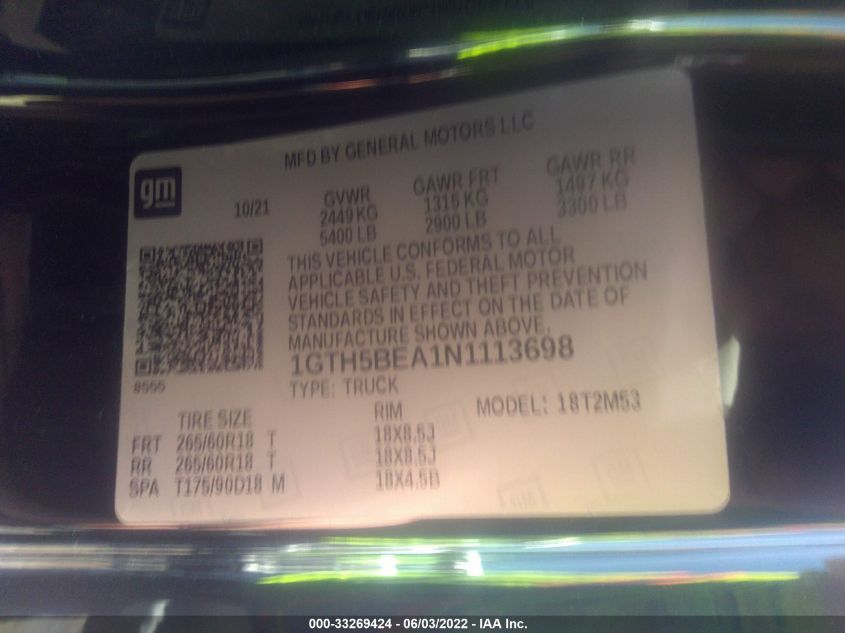 MFD BY GENERAL MOTORS LLC
gm
10/21
GVWR
2449 KG
5400 LB
GAWR FRT
1315 KG
2900 LB
GAWR RR
1497 KG
3300 LB
THIS VEHICLE CONFORMS TO ALL
APPLICABLE U.S. FEDERAL MOTOR
VEHICLE SAFETY AND THEFT PREVENTION
STANDARDS IN EFFECT ON THE DATE OF
MANUFACTURE SHOWN ABOVE.
1GTH5BEA1N1113698
8555
TYPE: TRUCK
MODEL: 18T2M53
TIRE SIZE RIM
FRT 265/60R18 T 18X8.5J
RR 265/60R18 T 18X8.5J
SPA T175/90D18 M 18X4.5B
000-33269424 - 06/03/2022 - IAA Inc.